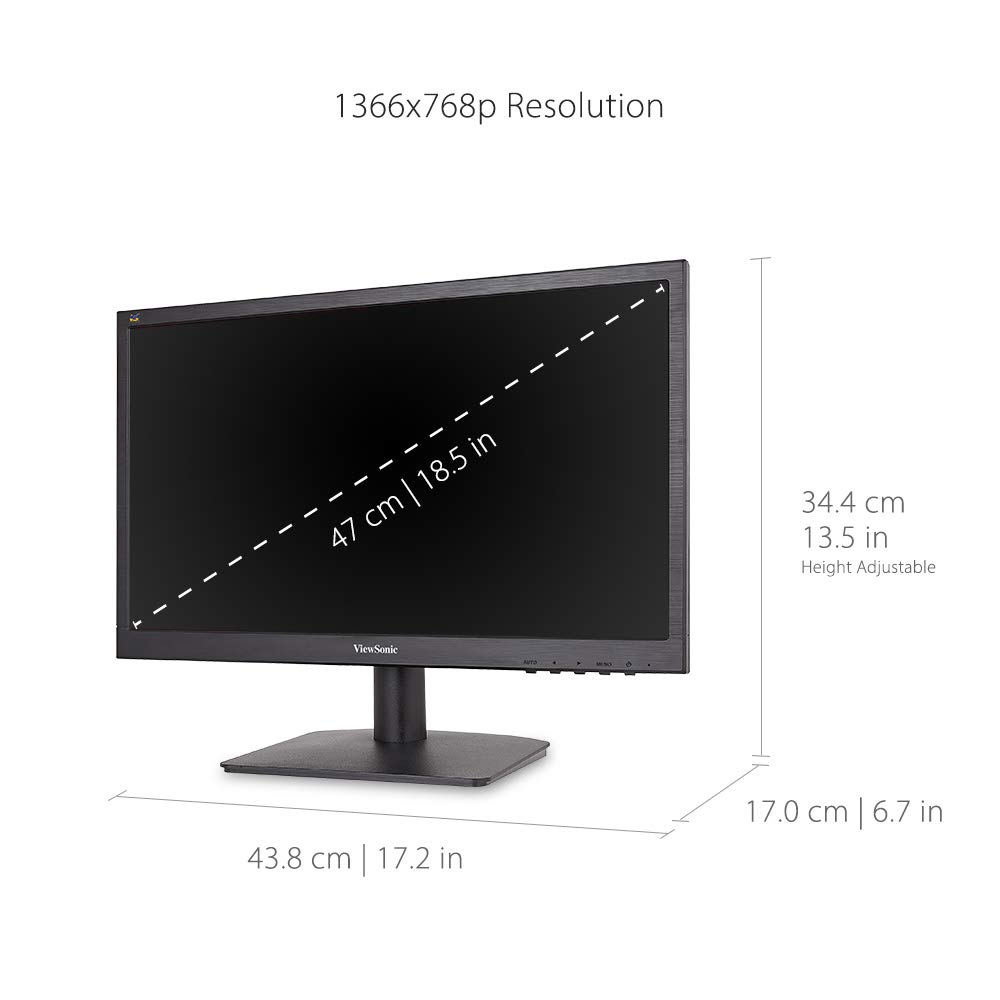 1366x768p Resolution
47 cm | 18.5 in
34.4 cm
13.5 in
Height Adjustable
ViewSonic
AUTO ◄ ► MENU
17.0 cm | 6.7 in
43.8 cm | 17.2 in